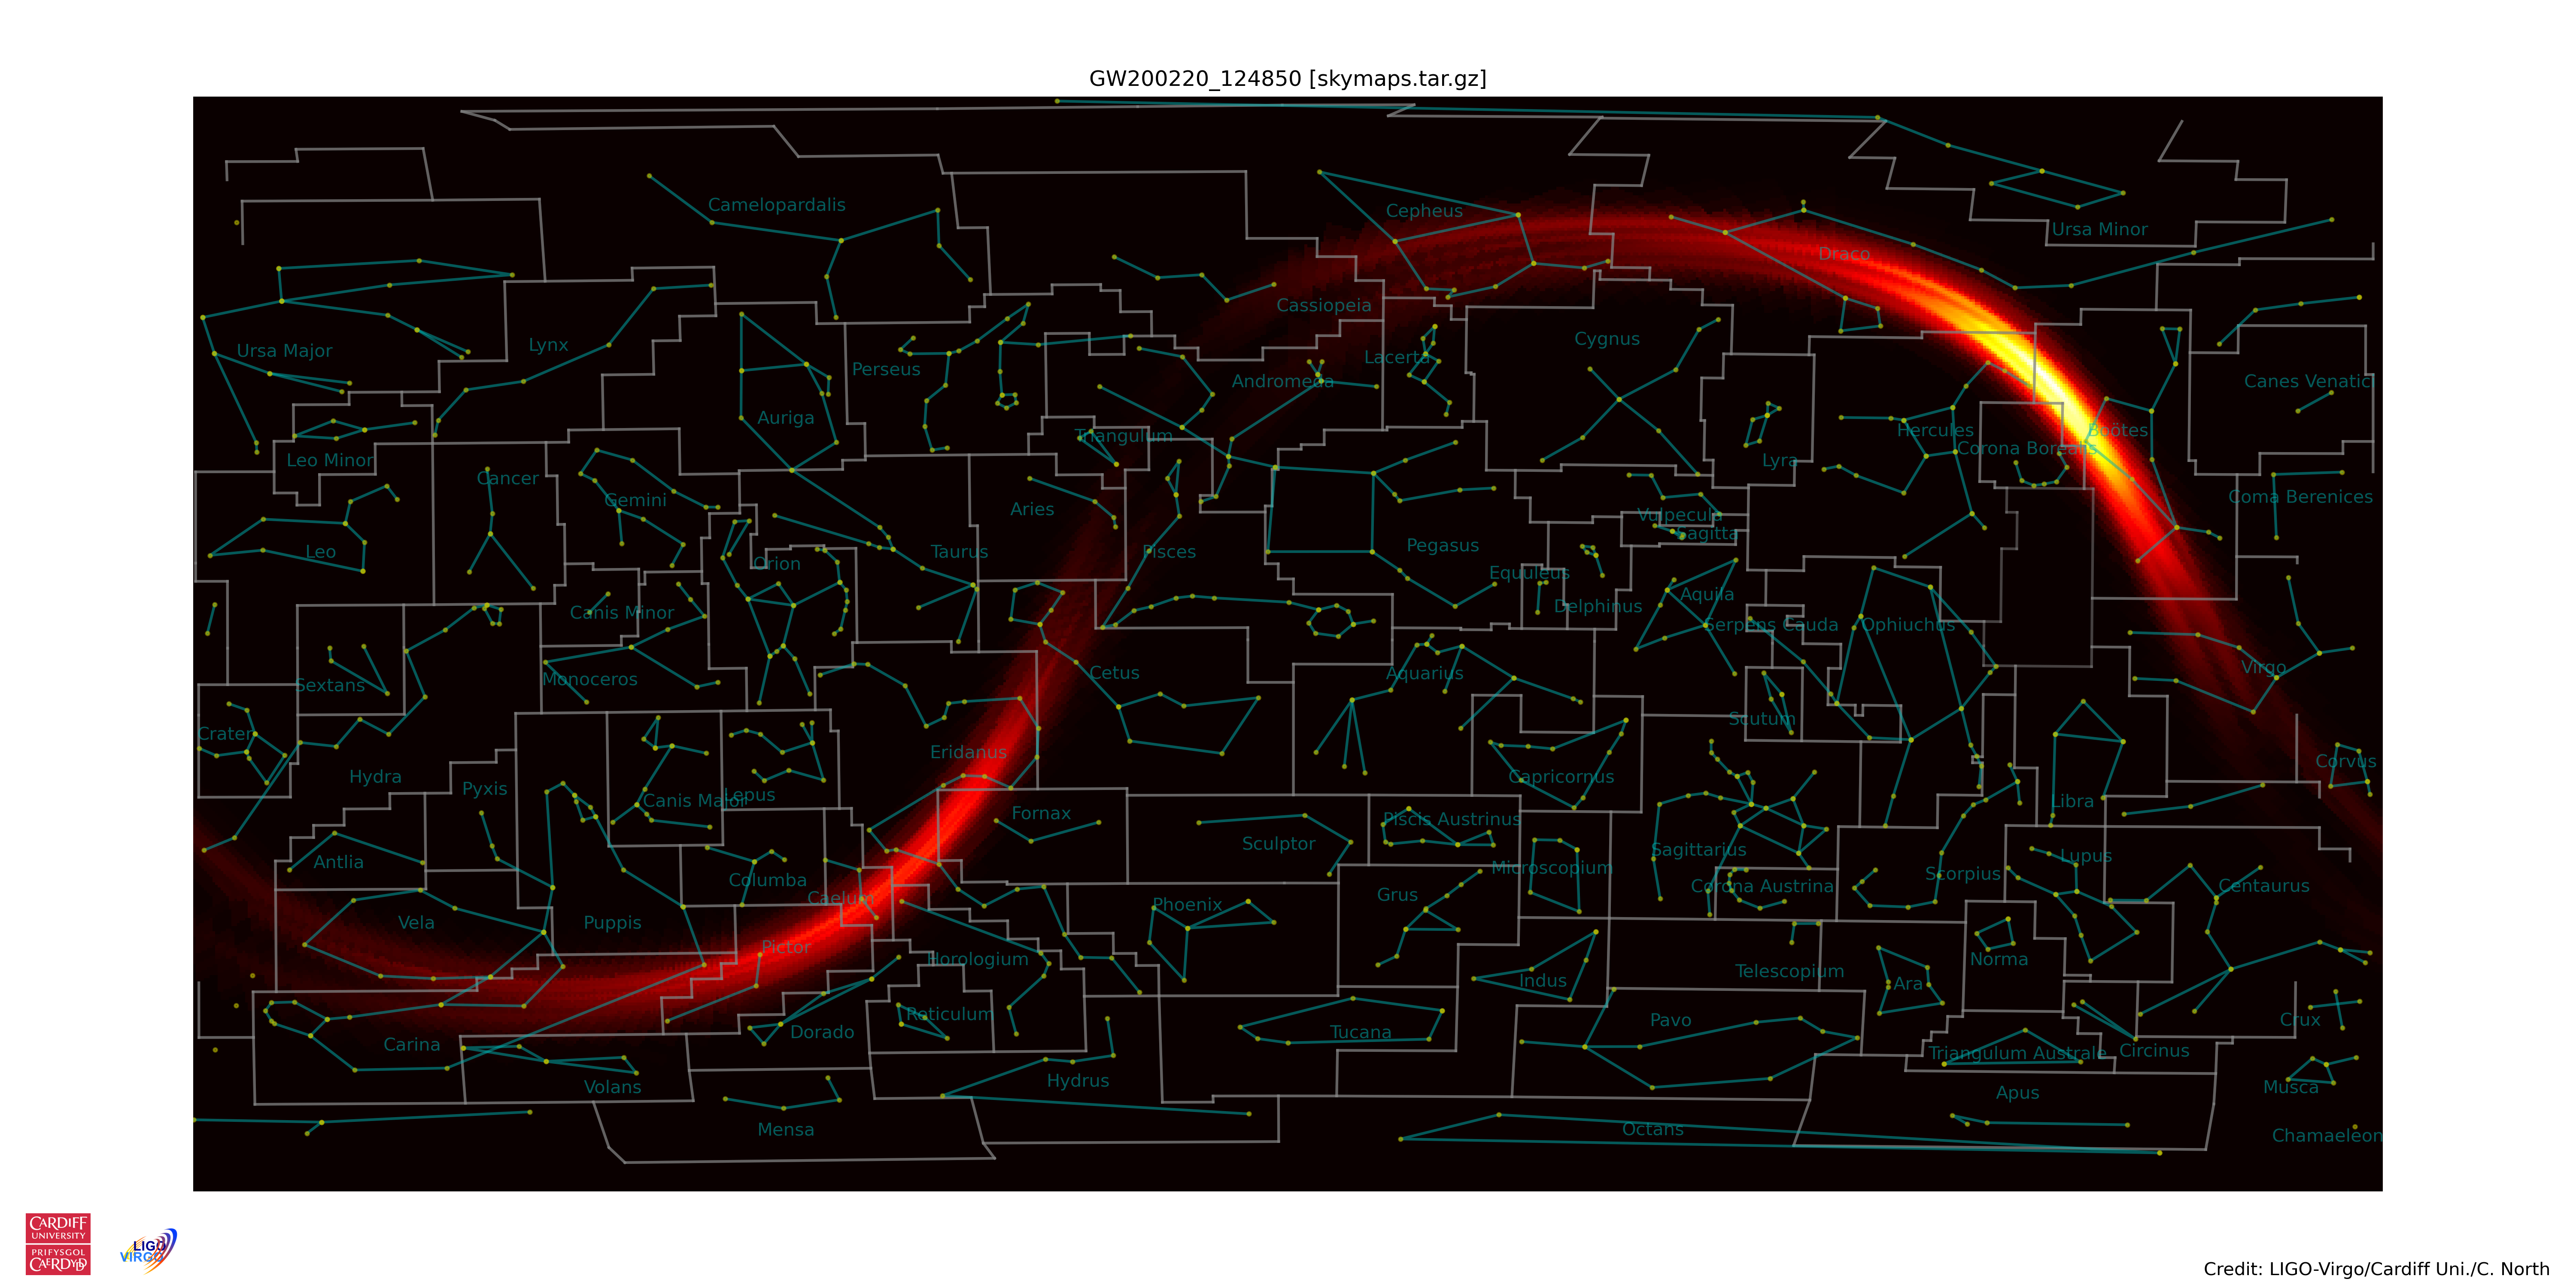 GW200220_124850 [skymaps.tar.gz]
Camelopardalis
Cepheus
Ursa Minor
Draco
Cassiopeia
Ursa Major
Lynx
Perseus
Lacerta
Andromeda
Cygnus
Canes Venatici
Auriga
Triangulum
Hercules
Boötes
Corona Borealis
Leo Minor
Lyra
Cancer
Gemini
Aries
Coma Berenices
Vulpecula
Sagitta
Leo
Orion
Taurus
Pisces
Pegasus
Equuleus
Delphinus
Aquila
Canis Minor
Serpens Cauda
Ophiuchus
Sextans
Monoceros
Cetus
Aquarius
Virgo
Crater
Scutum
Eridanus
Corvus
Hydra
Pyxis
Canis Major
Lepus
Capricornus
Libra
Fornax
Piscis Austrinus
Antlia
Sculptor
Sagittarius
Lupus
Columba
Microscopium
Scorpius
Corona Austrina
Centaurus
Caelum
Grus
Phoenix
Vela
Puppis
Pictor
Horologium
Norma
Telescopium
Indus
Ara
Reticulum
Carina
Dorado
Tucana
Pavo
Crux
Triangulum Australe
Circinus
Volans
Hydrus
Apus
Musca
Mensa
Octans
Chamaeleon
CARDIFF
UNIVERSITY
PRIFYSGOL
CAERDYDD
LIGO
VIRGO
Credit: LIGO-Virgo/Cardiff Uni./C. North